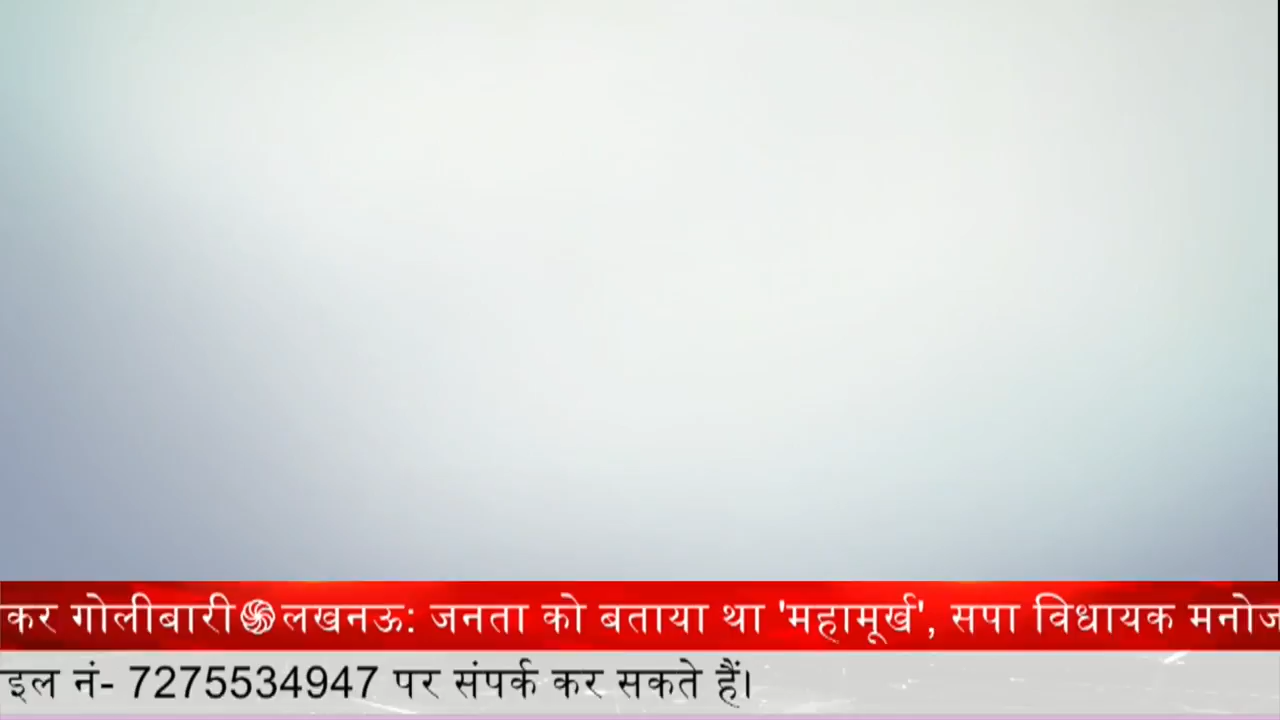 कर गोलीबारी लखनऊ: जनता को बताया था 'महामूर्ख', सपा विधायक मनोज
इल नं- 7275534947 पर संपर्क कर सकते हैं।